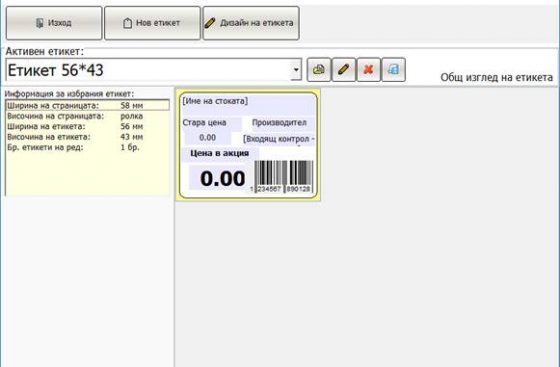 Изход
Нов етикет
Дизайн на етикета
Активен етикет:
Етикет 56*43
Общ изглед на етикета
Информация за избрания етикет:
Ширина на страницата: 58 мм
Височина на страницата: ролка
Ширина на етикета: 56 мм
Височина на етикета: 43 мм
Бр. етикети на ред: 1 бр.
[Име на стоката]
Стара цена Производител
0.00 [Входящ контрол -
Цена в акция
0.00
1 234567 890128